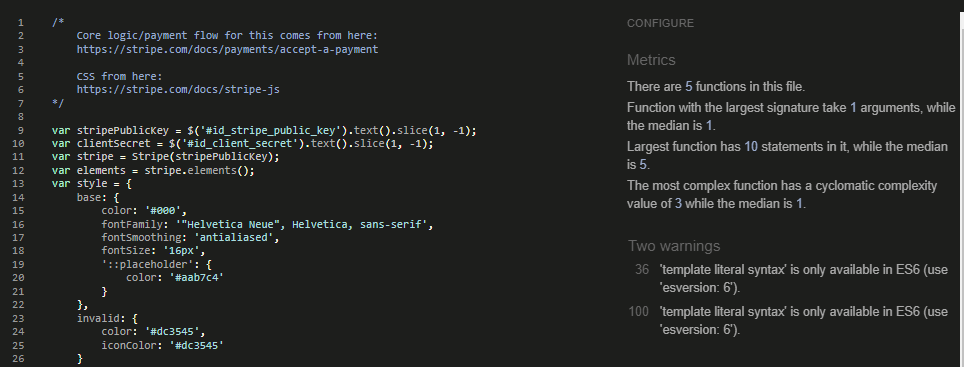 1 /*
2 Core logic/payment flow for this comes from here:
3 https://stripe.com/docs/payments/accept-a-payment
4
5 CSS from here:
6 https://stripe.com/docs/stripe-js
7 */
8
9 var stripePublicKey = $('#id_stripe_public_key').text().slice(1, -1);
10 var clientSecret = $('#id_client_secret').text().slice(1, -1);
11 var stripe = Stripe(stripePublicKey);
12 var elements = stripe.elements();
13 var style = {
14 base: {
15 color: '#000',
16 fontFamily: '"Helvetica Neue", Helvetica, sans-serif',
17 fontSmoothing: 'antialiased',
18 fontSize: '16px',
19 '::placeholder': {
20 color: '#aab7c4'
21 }
22 },
23 invalid: {
24 color: '#dc3545',
25 iconColor: '#dc3545'
26 }
CONFIGURE
Metrics
There are 5 functions in this file.
Function with the largest signature take 1 arguments, while
the median is 1.
Largest function has 10 statements in it, while the median
is 5.
The most complex function has a cyclomatic complexity
value of 3 while the median is 1.
Two warnings
36 'template literal syntax' is only available in ES6 (use
'esversion: 6').
100 'template literal syntax' is only available in ES6 (use
'esversion: 6').